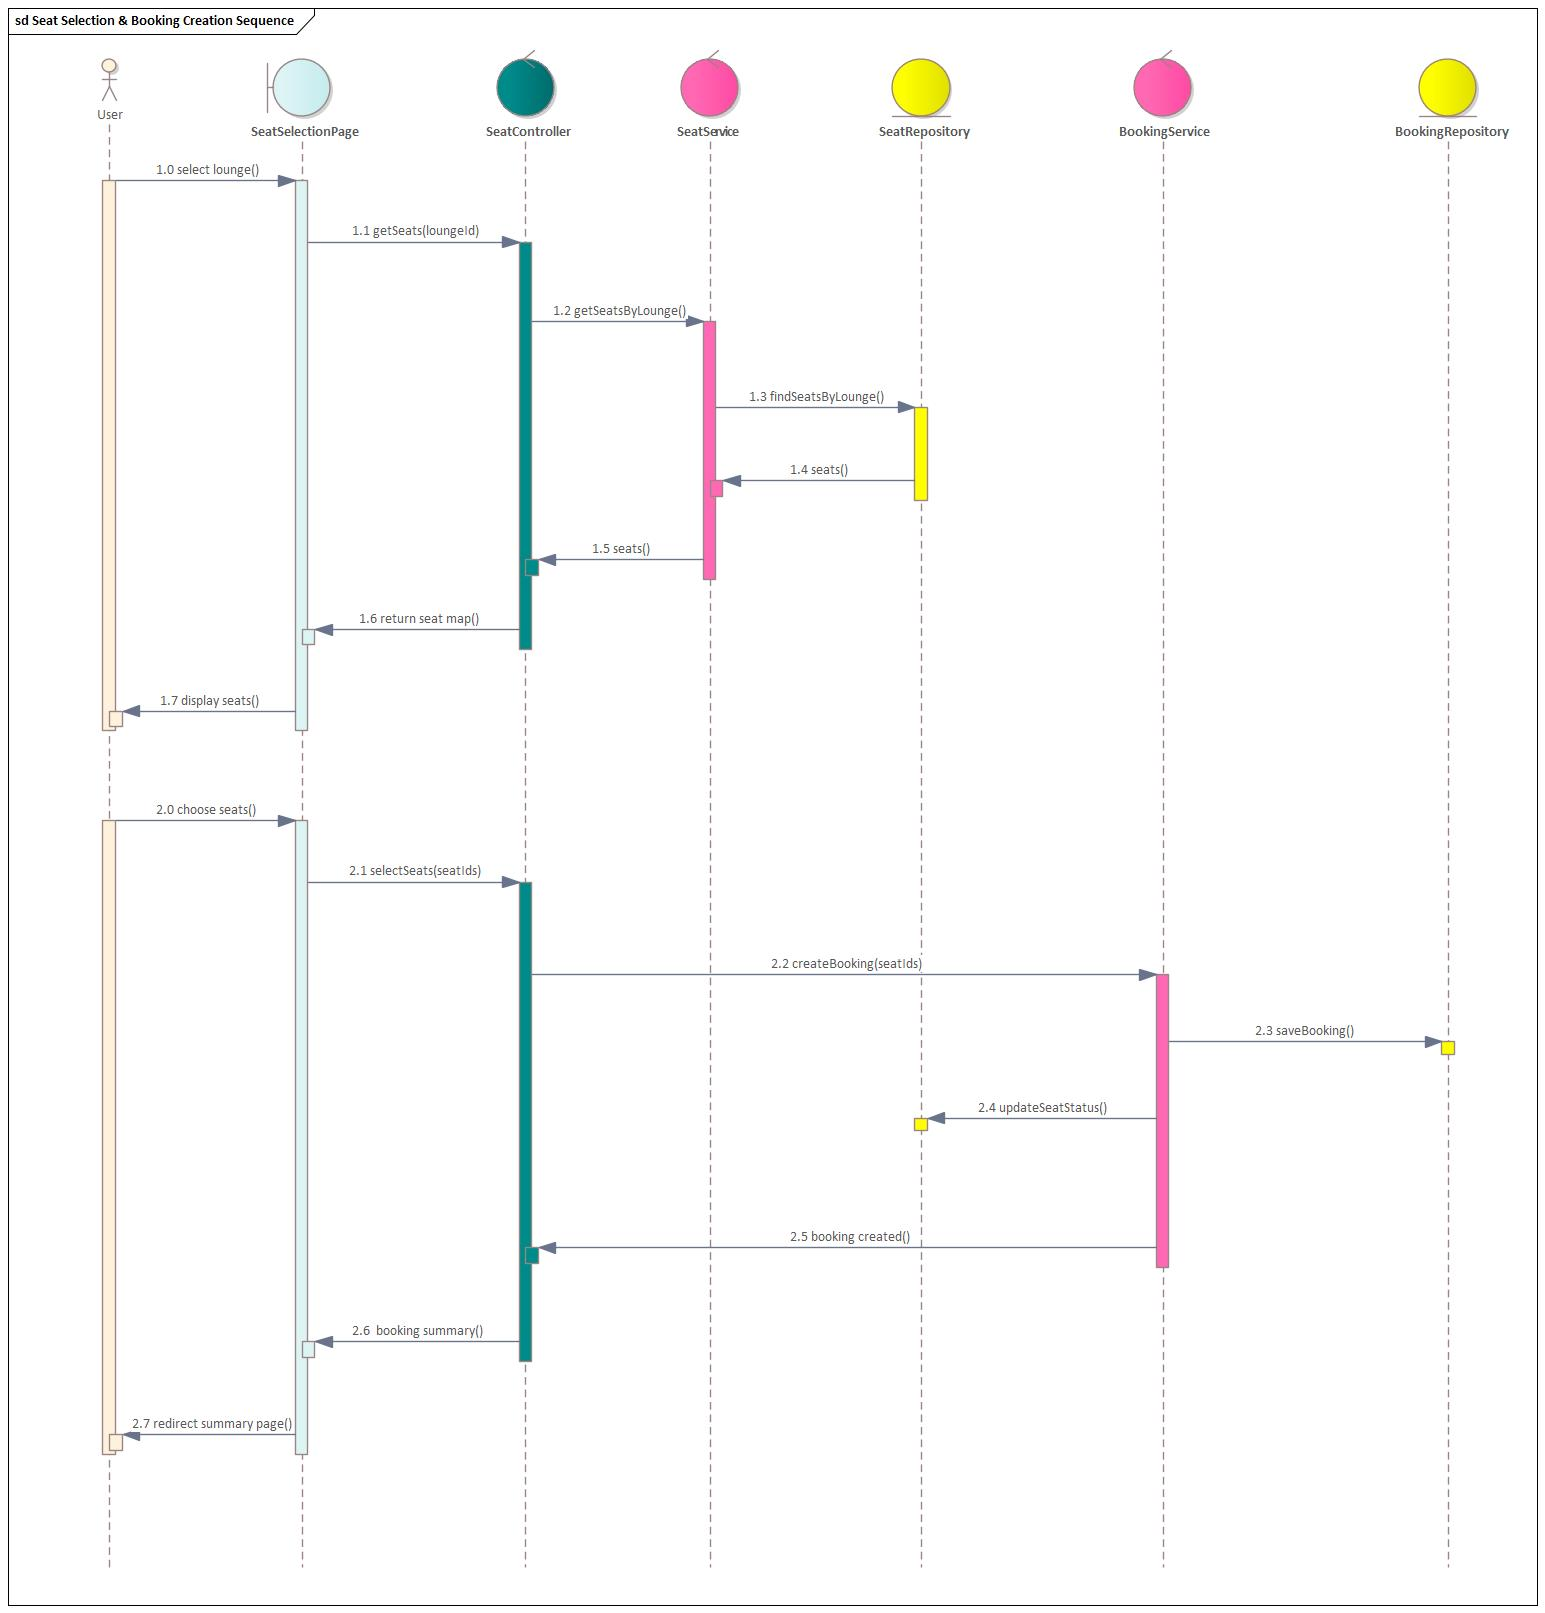 sd Seat Selection & Booking Creation Sequence
User
SeatSelectionPage
SeatController
SeatService
SeatRepository
BookingService
BookingRepository
1.0 select lounge()
1.1 getSeats(loungeId)
1.2 getSeatsByLounge()
1.3 findSeatsByLounge()
1.4 seats()
1.5 seats()
1.6 return seat map()
1.7 display seats()
2.0 choose seats()
2.1 selectSeats(seatIds)
2.2 createBooking(seatIds)
2.3 saveBooking()
2.4 updateSeatStatus()
2.5 booking created()
2.6  booking summary()
2.7 redirect summary page()